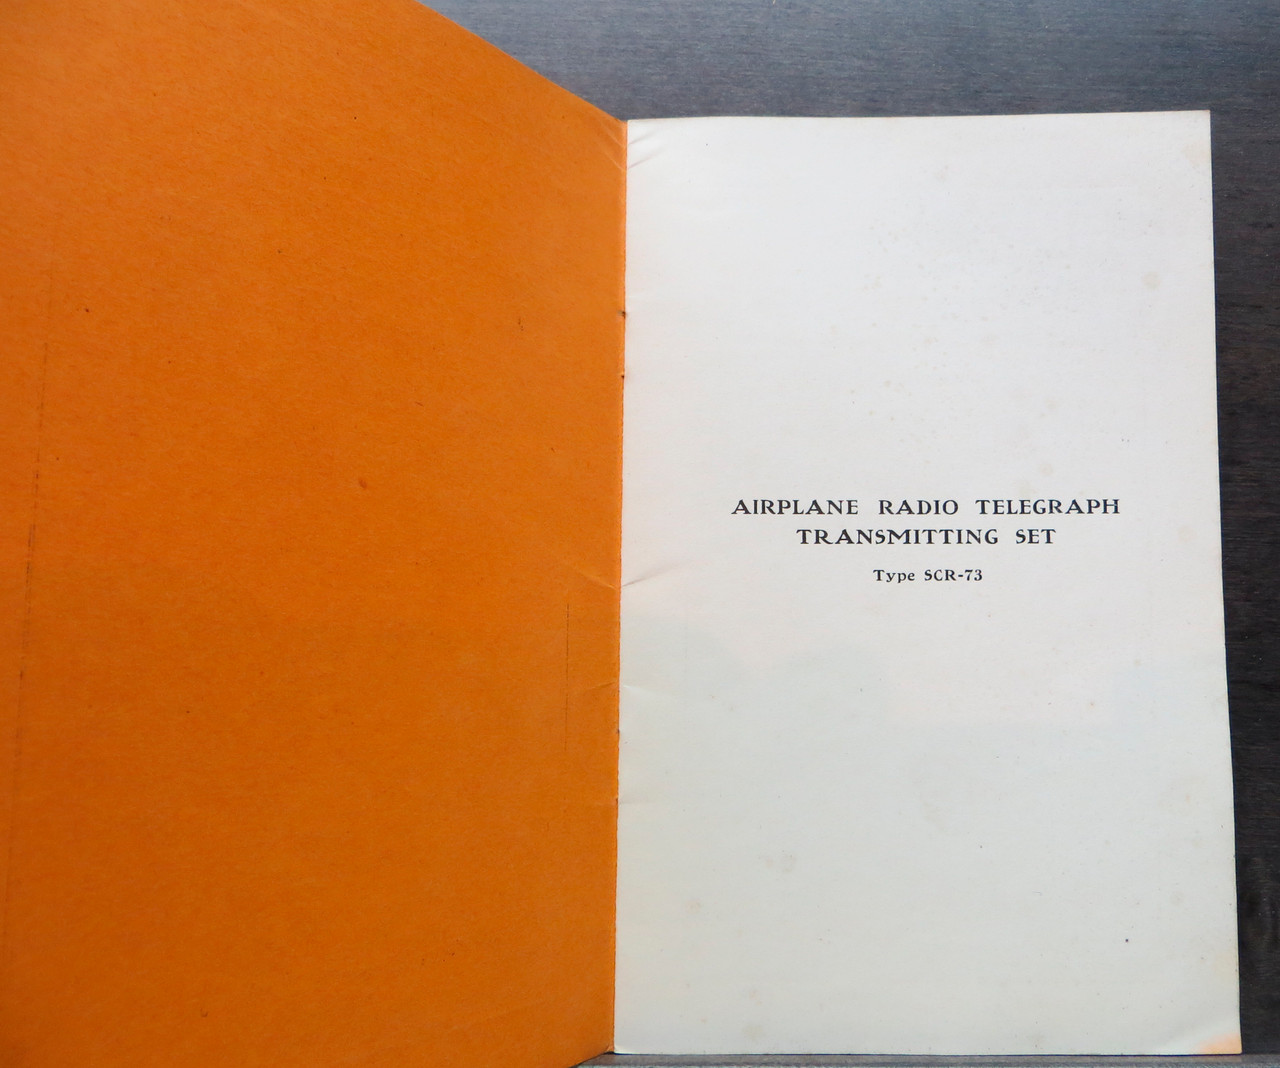 AIRPLANE RADIO TELEGRAPH
TRANSMITTING SET
Type SCR-73